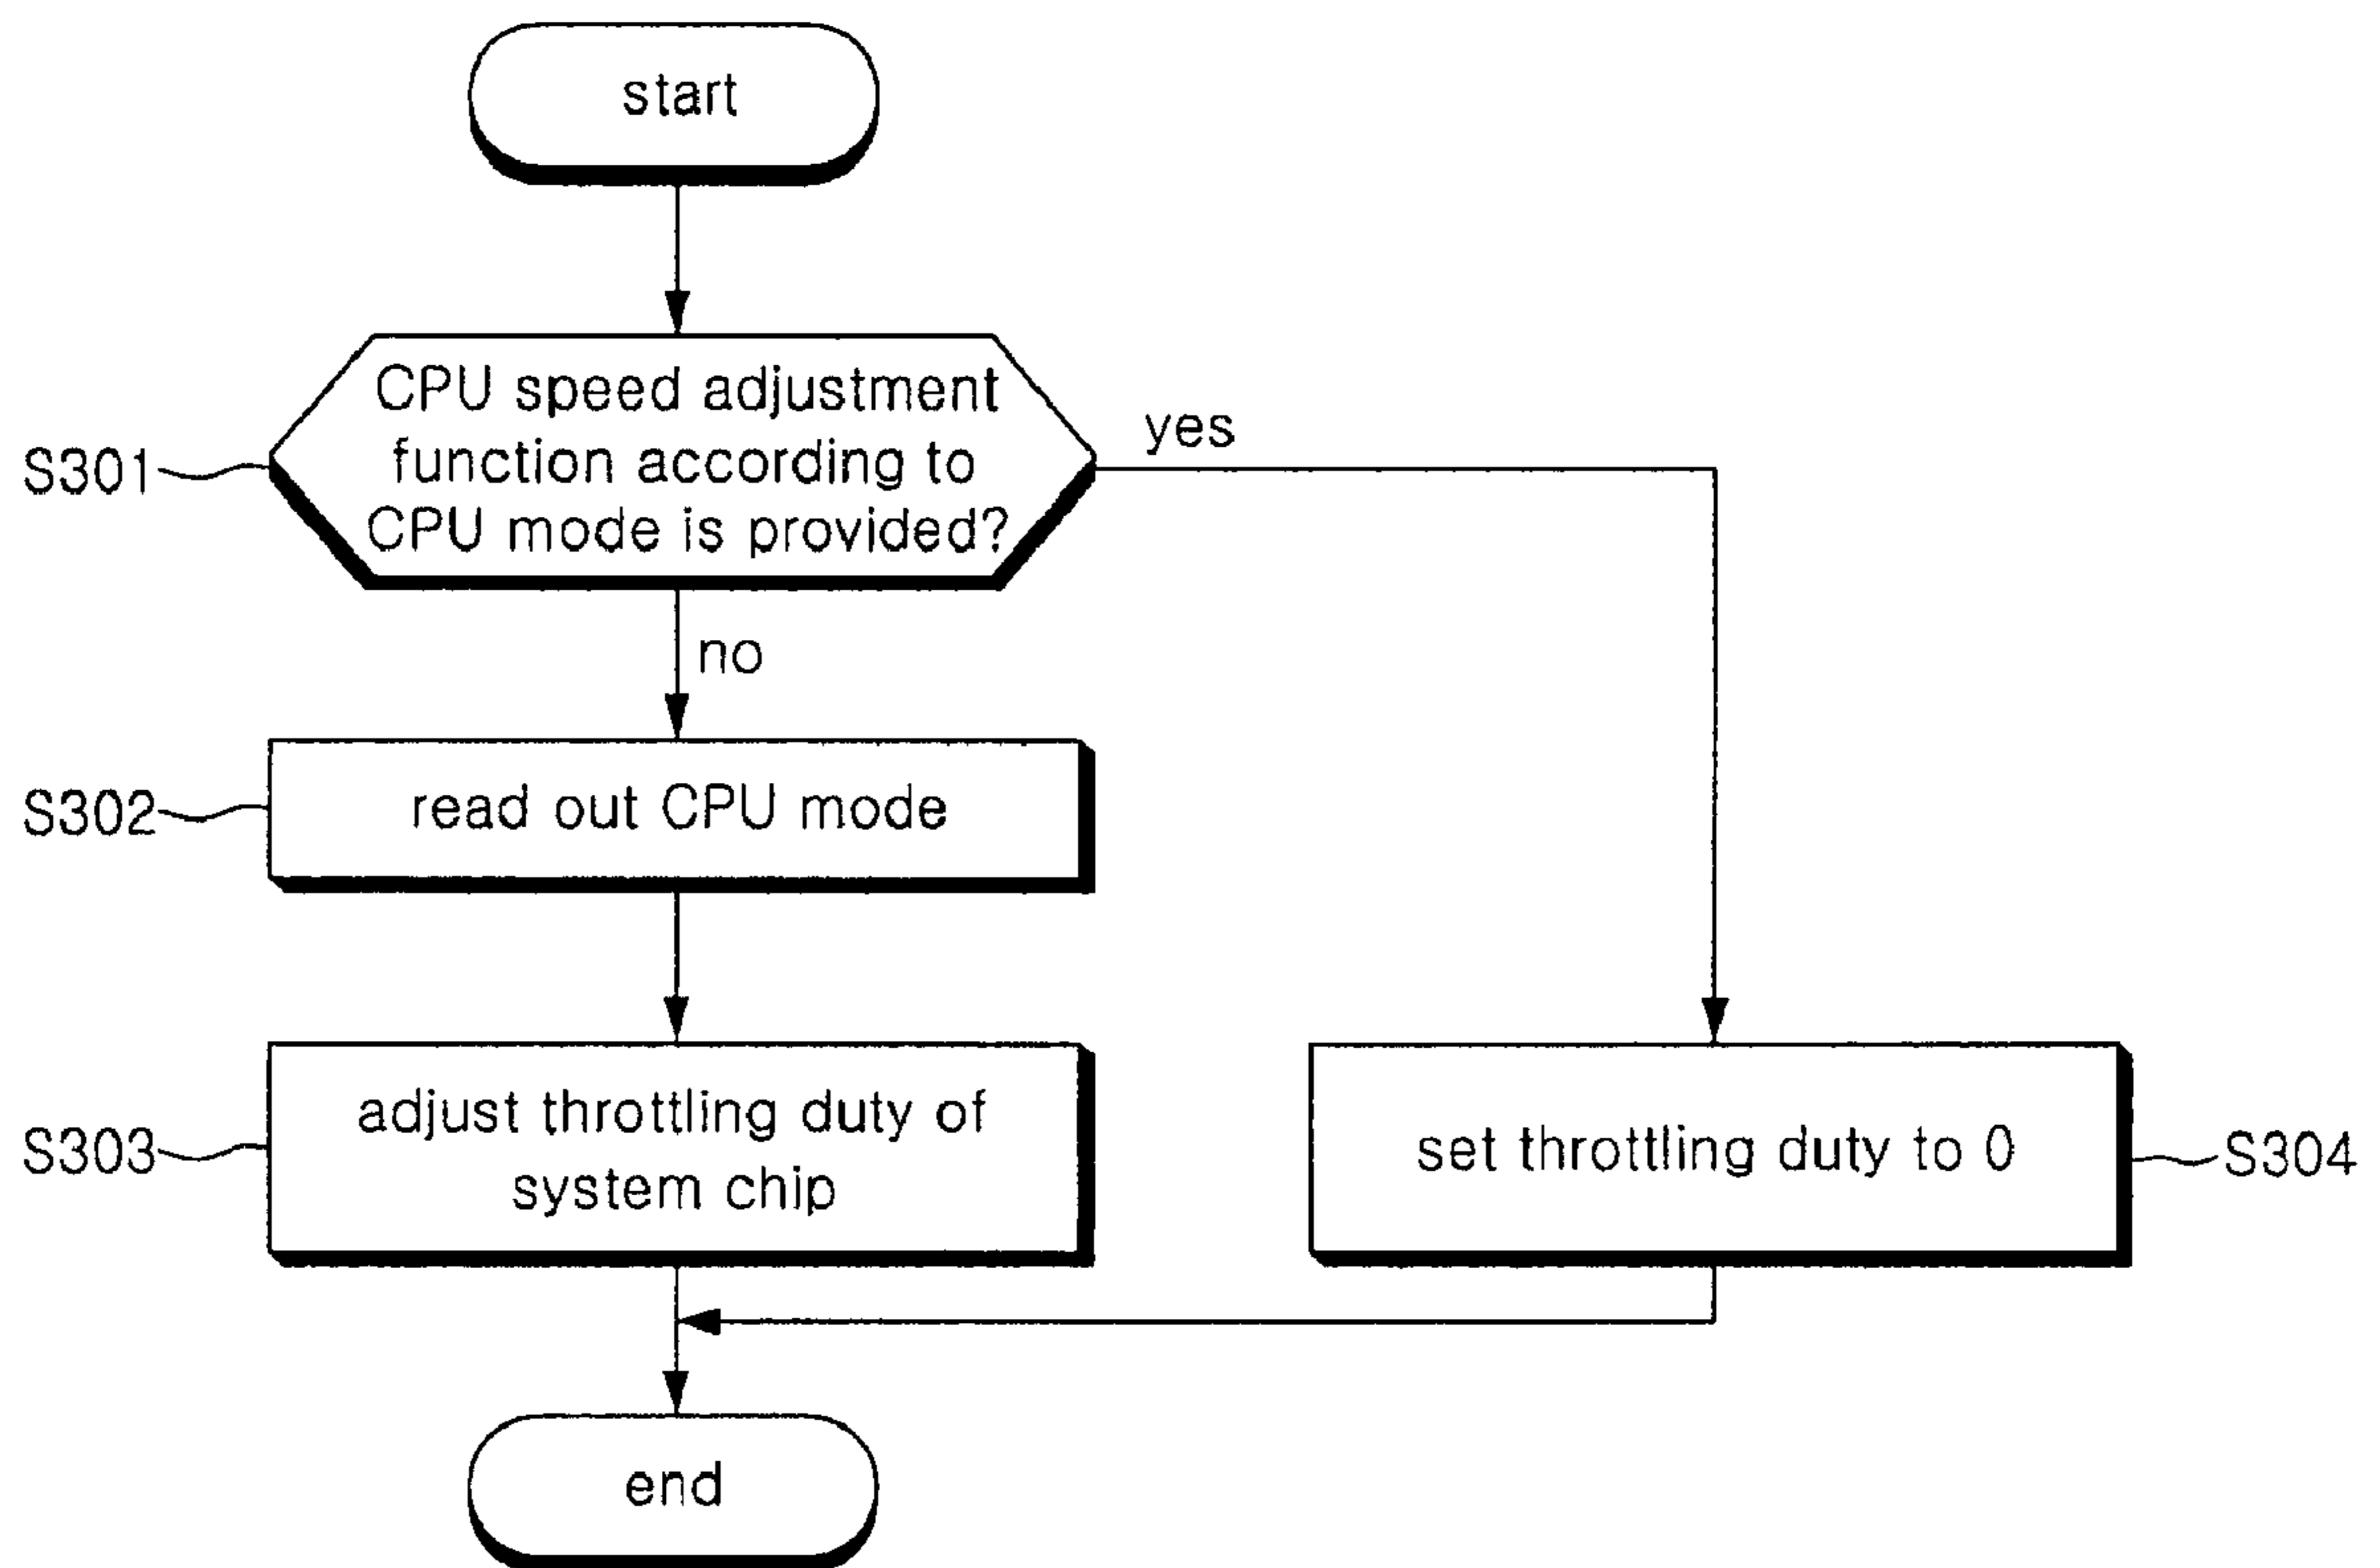 start
CPU speed adjustment
function according to
CPU mode is provided?
yes
S301
no
S302
read out CPU mode
S303
adjust throttling duty of
system chip
set throttling duty to 0
S304
end